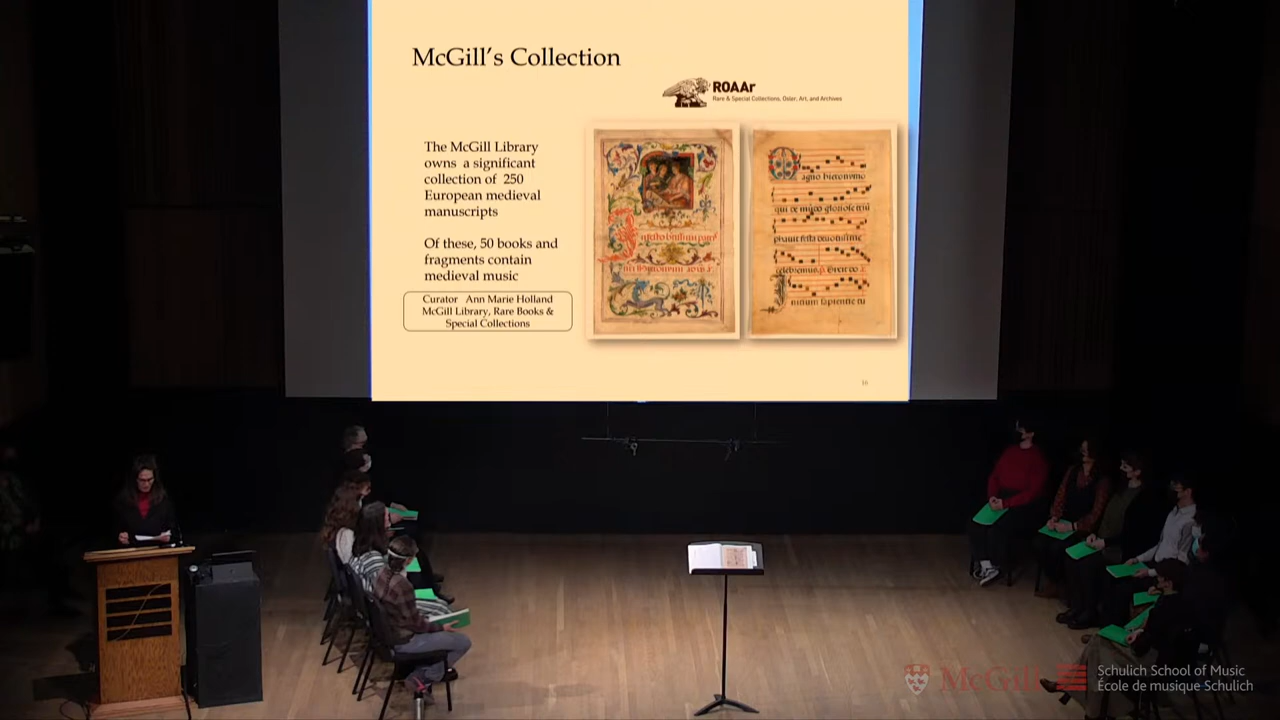 McGill's Collection
ROAAr
Rare & Special Collections, Osler, Art, and Archives
The McGill Library
owns a significant
collection of 250
European medieval
manuscripts
Of these, 50 books and
fragments contain
medieval music
Curator Ann Marie Holland
McGill Library, Rare Books &
Special Collections
qui de
McGill
Schulich School of Music
École de musique Schulich